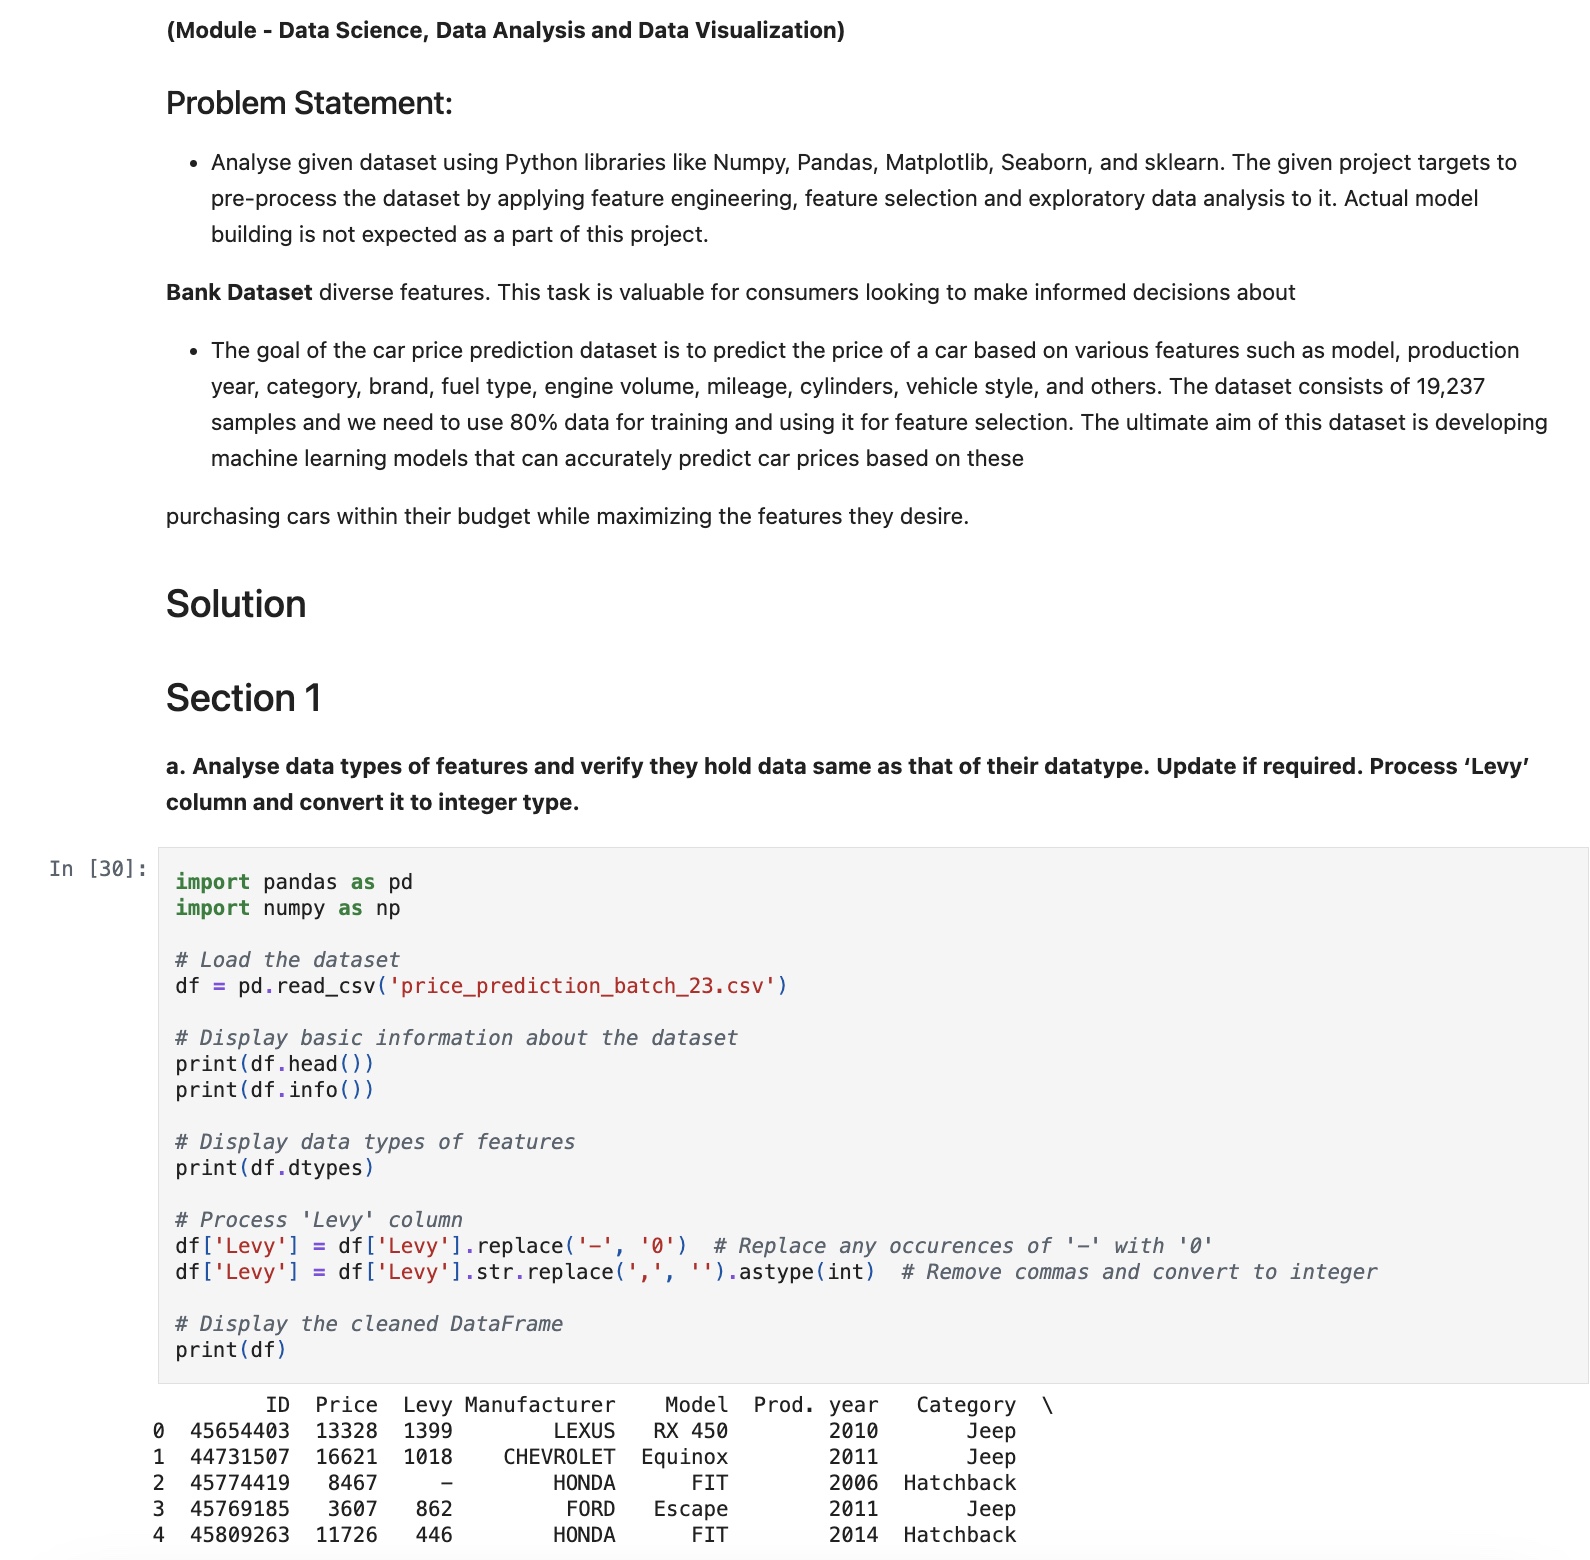 (Module - Data Science, Data Analysis and Data Visualization)
Problem Statement:
• Analyse given dataset using Python libraries like Numpy, Pandas, Matplotlib, Seaborn, and sklearn. The given project targets to
pre-process the dataset by applying feature engineering, feature selection and exploratory data analysis to it. Actual model
building is not expected as a part of this project.
Bank Dataset diverse features. This task is valuable for consumers looking to make informed decisions about
• The goal of the car price prediction dataset is to predict the price of a car based on various features such as model, production
year, category, brand, fuel type, engine volume, mileage, cylinders, vehicle style, and others. The dataset consists of 19,237
samples and we need to use 80% data for training and using it for feature selection. The ultimate aim of this dataset is developing
machine learning models that can accurately predict car prices based on these
purchasing cars within their budget while maximizing the features they desire.
Solution
Section 1
a. Analyse data types of features and verify they hold data same as that of their datatype. Update if required. Process ‘Levy’
column and convert it to integer type.
In [30]:
import pandas as pd
import numpy as np
# Load the dataset
df = pd.read_csv('price_prediction_batch_23.csv')
# Display basic information about the dataset
print(df.head())
print(df.info())
# Display data types of features
print(df.dtypes)
# Process 'Levy' column
df['Levy'] = df['Levy'].replace('-', '0')  # Replace any occurences of '-' with '0'
df['Levy'] = df['Levy'].str.replace(',', '').astype(int)  # Remove commas and convert to integer
# Display the cleaned DataFrame
print(df)
         ID  Price  Levy Manufacturer    Model  Prod. year   Category  \
0  45654403  13328  1399        LEXUS   RX 450        2010       Jeep
1  44731507  16621  1018    CHEVROLET  Equinox        2011       Jeep
2  45774419   8467     -        HONDA      FIT        2006  Hatchback
3  45769185   3607   862         FORD   Escape        2011       Jeep
4  45809263  11726   446        HONDA      FIT        2014  Hatchback